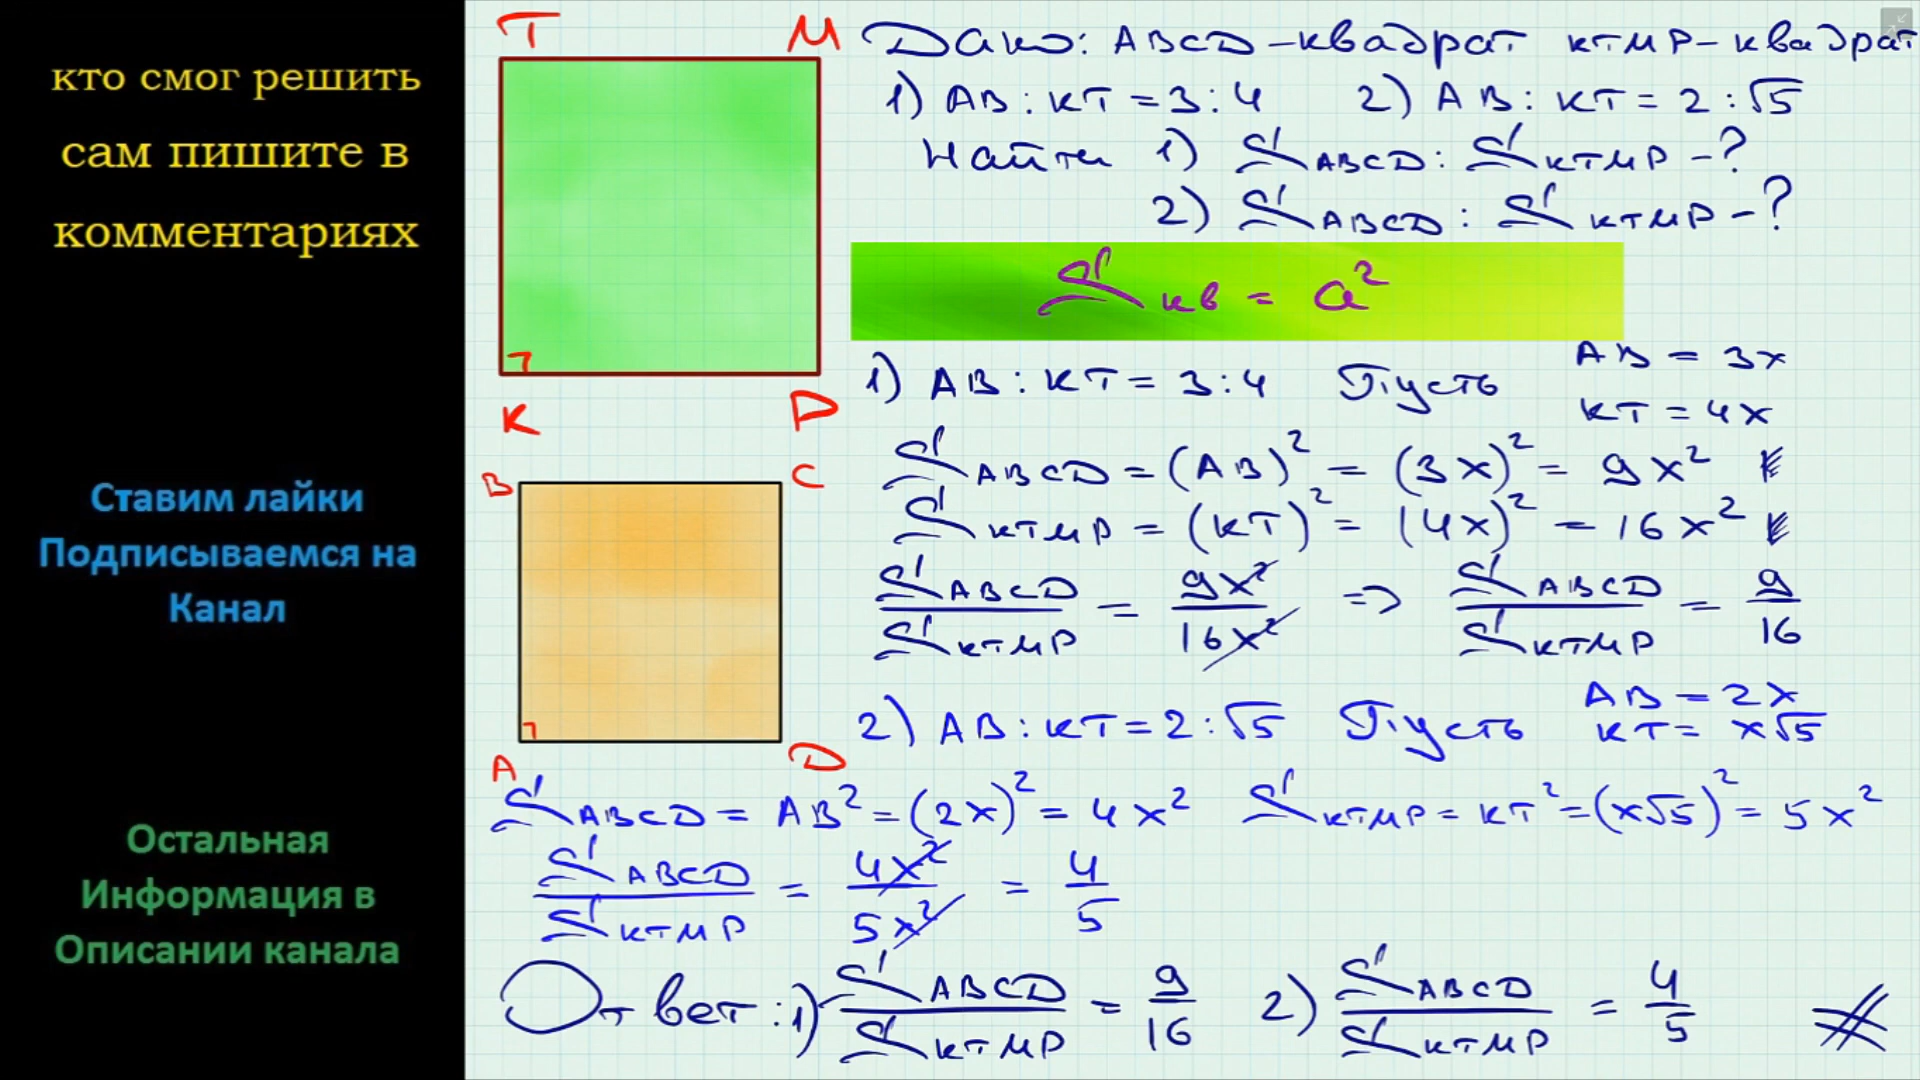 кто смог решить
сам пишите в
комментариях
Ставим лайки
Подписываемся на
Канал
Остальная
Информация в
Описании канала
T M
K P
B C
A D
Дано: ABCD - квадрат KTMP - квадрат
1) AB : KT = 3 : 4 2) AB : KT = 2 : √5
Найти 1) S ABCD : S KTMP - ?
2) S ABCD : S KTMP - ?
S кв = a²
1) AB : KT = 3 : 4 Пусть AB = 3x
KT = 4x
S ABCD = (AB)² = (3x)² = 9x²
S KTMP = (KT)² = (4x)² = 16x²
S ABCD / S KTMP = 9x² / 16x² => S ABCD / S KTMP = 9 / 16
2) AB : KT = 2 : √5 Пусть AB = 2x
KT = x√5
S ABCD = AB² = (2x)² = 4x² S KTMP = KT² = (x√5)² = 5x²
S ABCD / S KTMP = 4x² / 5x² = 4 / 5
Ответ: 1) S ABCD / S KTMP = 9 / 16 2) S ABCD / S KTMP = 4 / 5